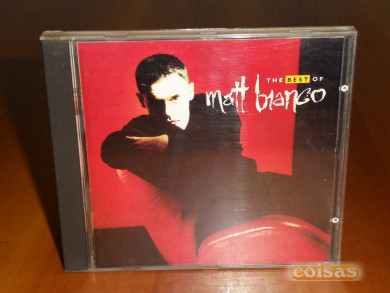 THE BEST OF
matt bianco
coisas